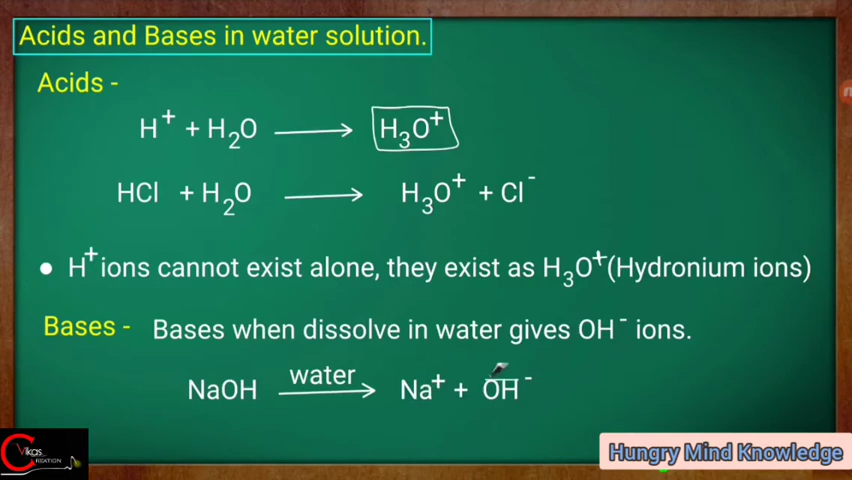 Acids and Bases in water solution.
Acids -
H⁺ + H₂O ⟶ H₃O⁺
HCl + H₂O ⟶ H₃O⁺ + Cl⁻
● H⁺ ions cannot exist alone, they exist as H₃O⁺(Hydronium ions)
Bases - Bases when dissolve in water gives OH⁻ ions.
water
NaOH ⟶ Na⁺ + OH⁻
Vikas
CREATION
Hungry Mind Knowledge